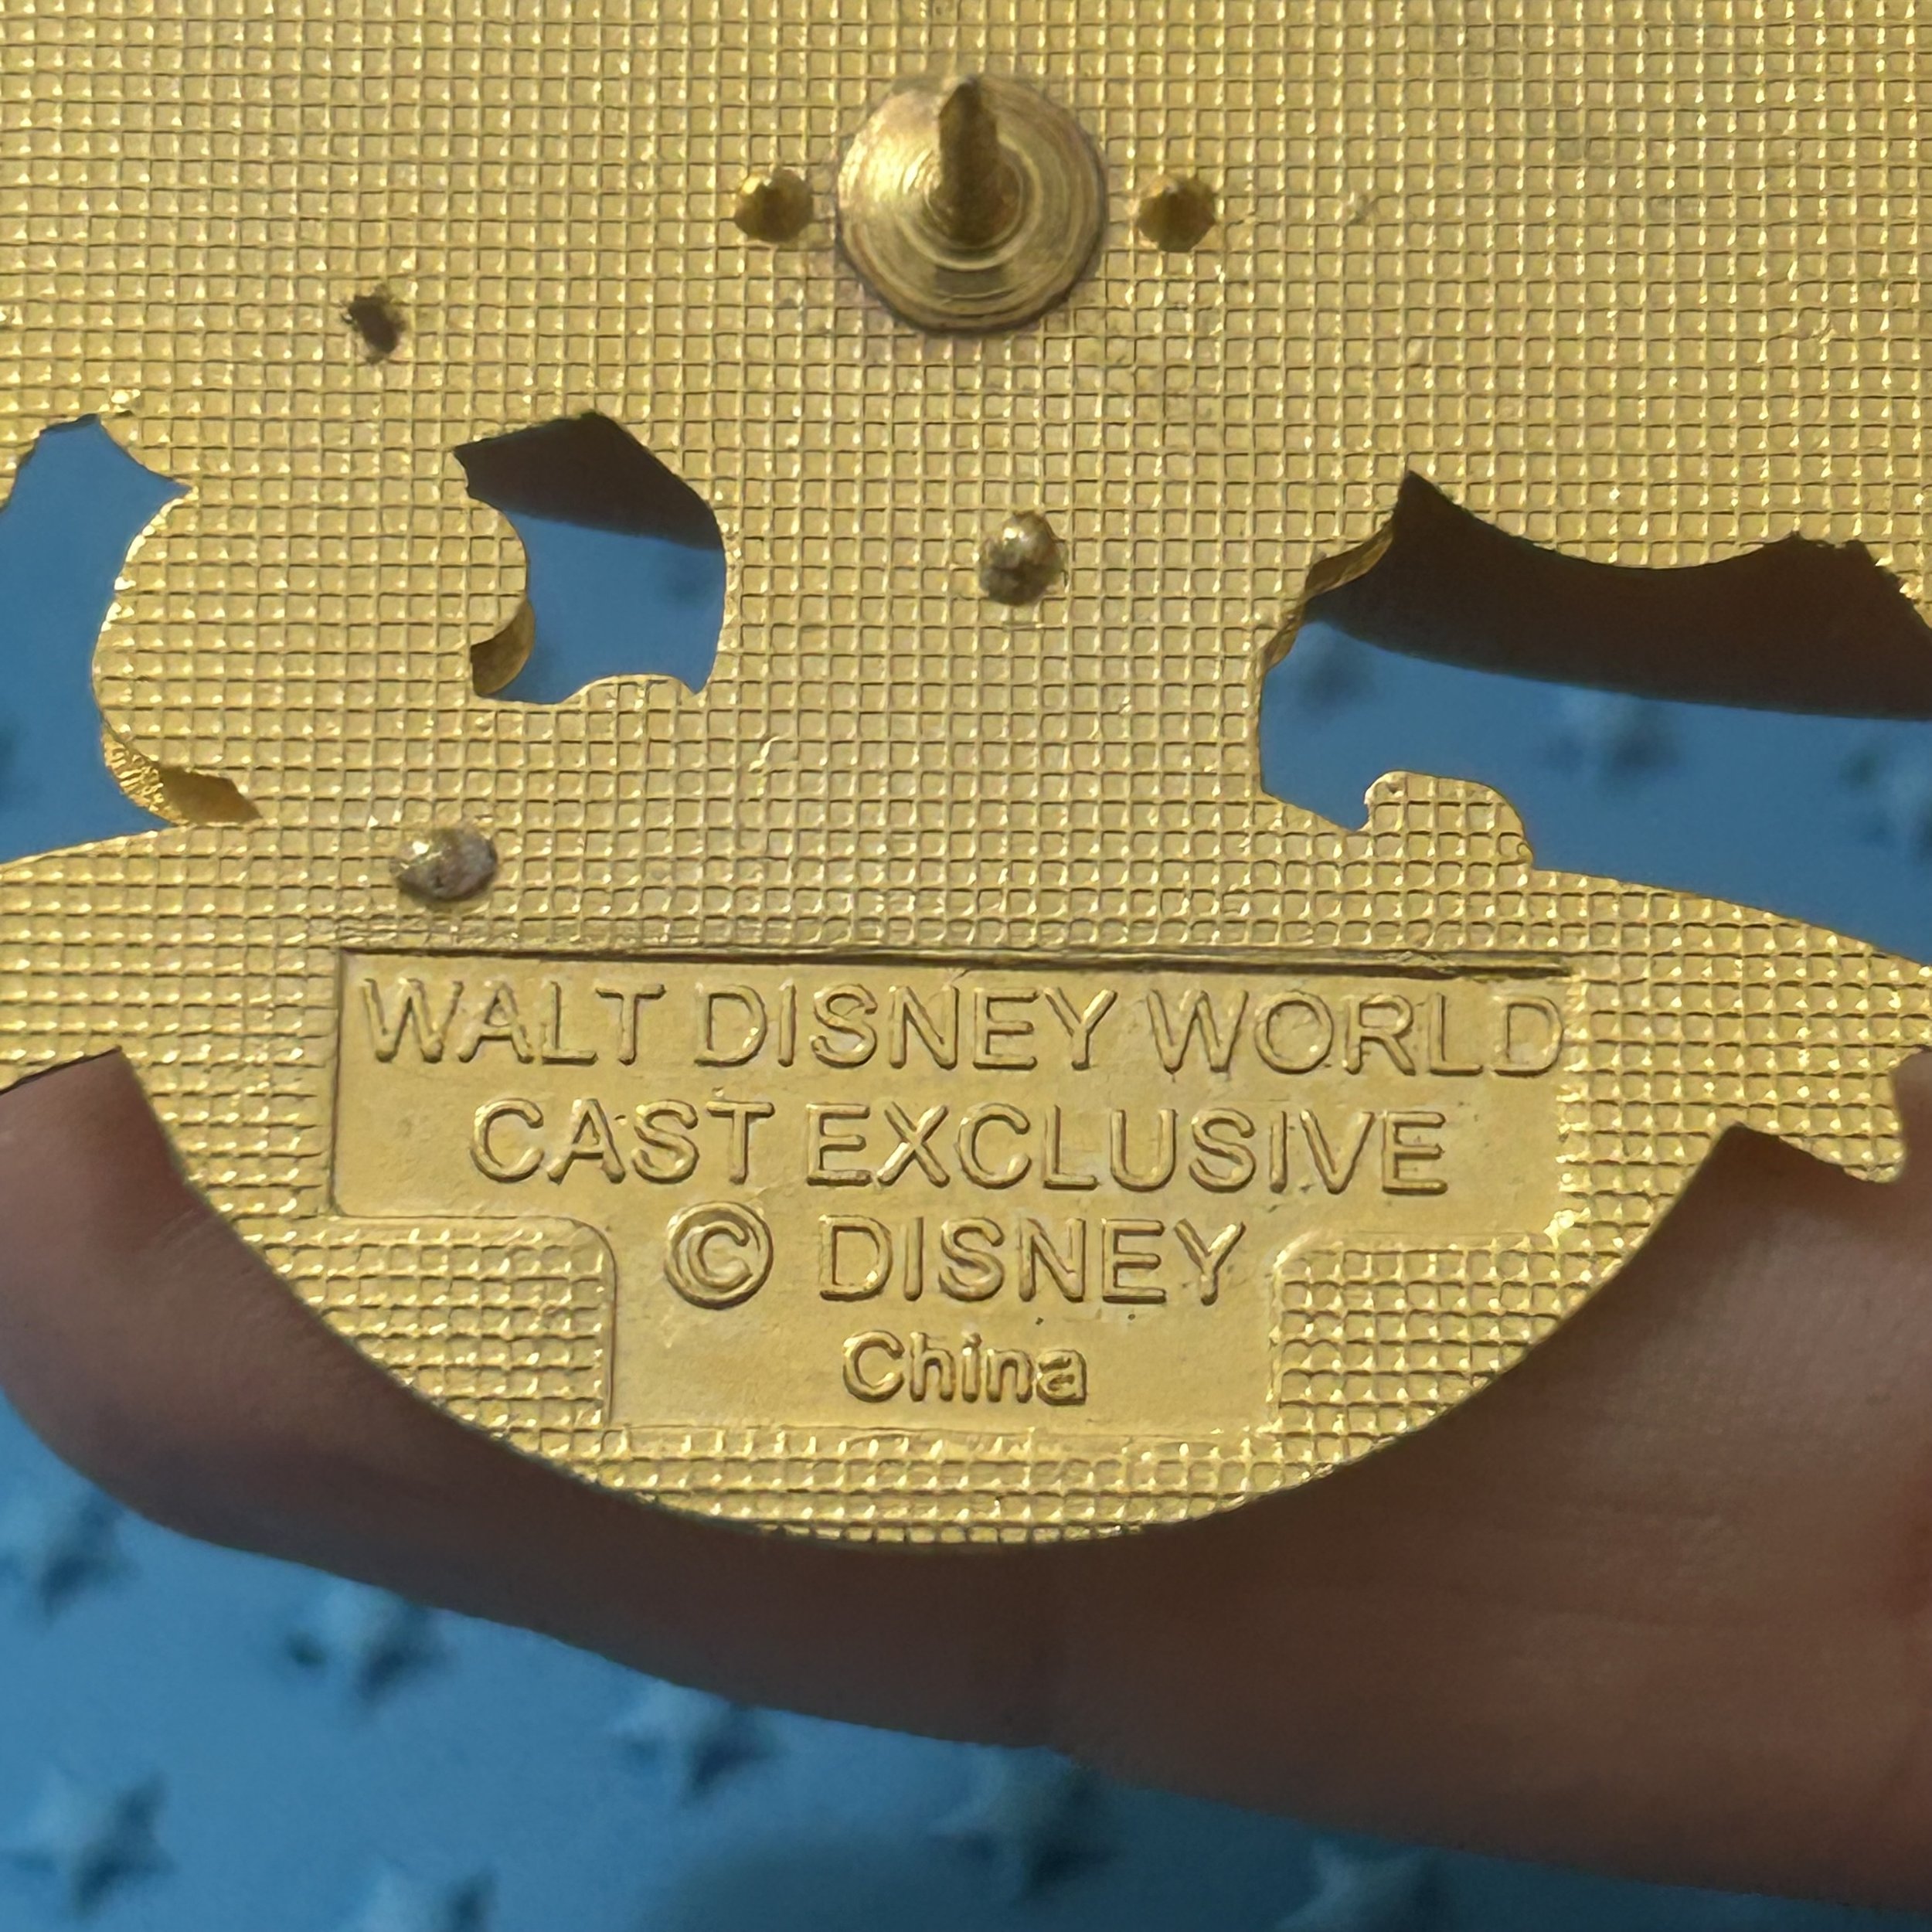 WALT DISNEY WORLD
CAST EXCLUSIVE
© DISNEY
China